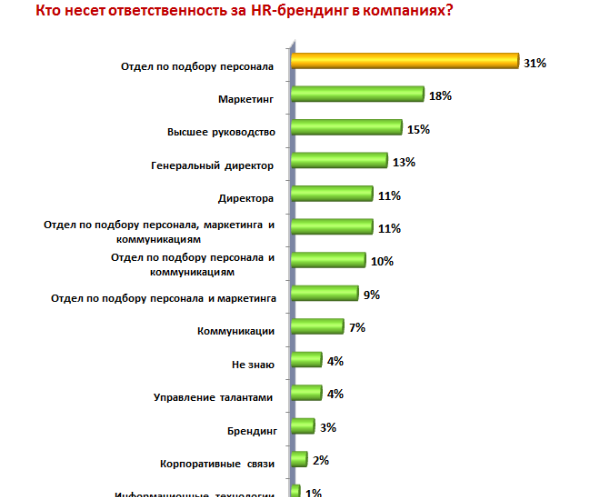 Кто несет ответственность за HR-брендинг в компаниях?
Отдел по подбору персонала 31%
Маркетинг 18%
Высшее руководство 15%
Генеральный директор 13%
Директора 11%
Отдел по подбору персонала, маркетинга и
коммуникациям 11%
Отдел по подбору персонала и
коммуникациям 10%
Отдел по подбору персонала и маркетинга 9%
Коммуникации 7%
Не знаю 4%
Управление талантами 4%
Брендинг 3%
Корпоративные связи 2%
Информационные технологии 1%